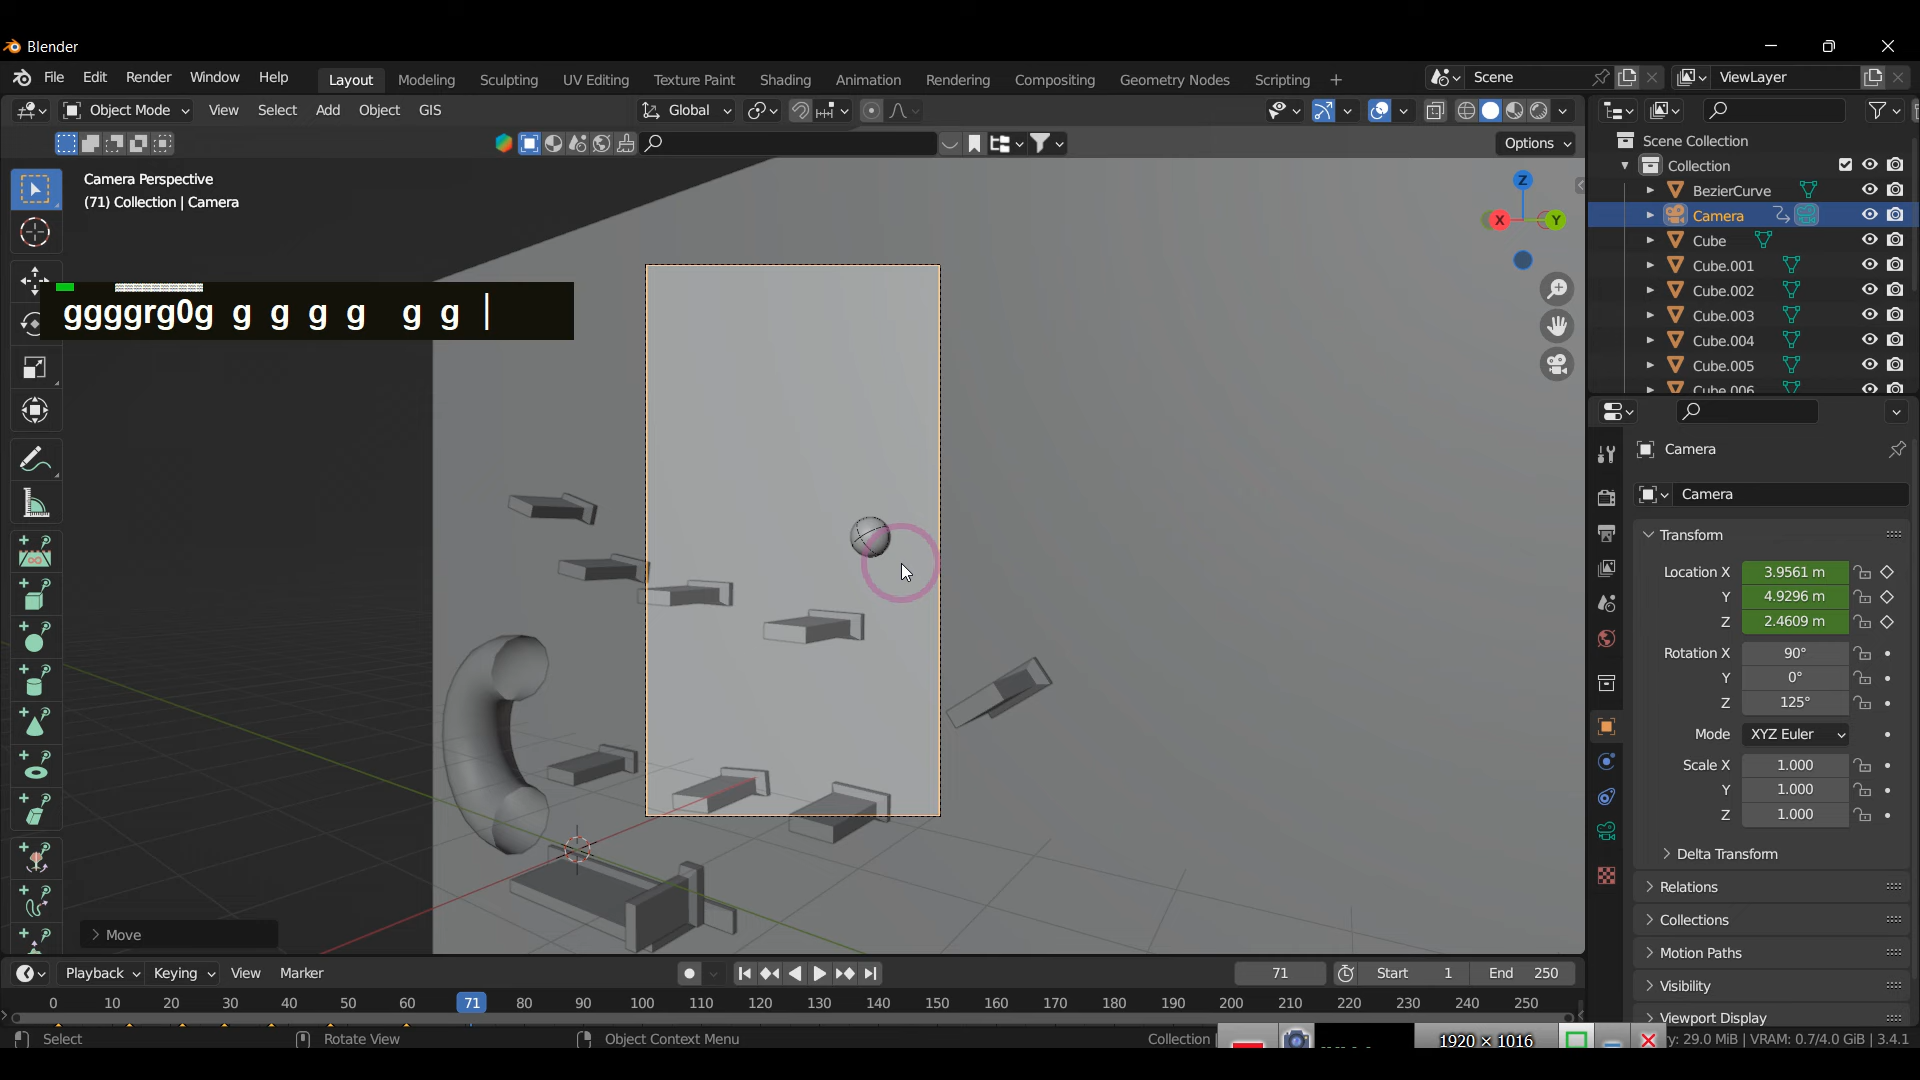 Blender
File Edit Render Window Help Layout Modeling Sculpting UV Editing Texture Paint Shading Animation Rendering Compositing Geometry Nodes Scripting + Scene ViewLayer
Object Mode View Select Add Object GIS Global
Options
Camera Perspective
(71) Collection | Camera
ggggrg0g g g g g g g
Z
X
Y
Move
Scene Collection
Collection
BezierCurve
Camera
Cube
Cube.001
Cube.002
Cube.003
Cube.004
Cube.005
Cube.006
Camera
Camera
Transform
Location X 3.9561 m
Y 4.9296 m
Z 2.4609 m
Rotation X 90°
Y 0°
Z 125°
Mode XYZ Euler
Scale X 1.000
Y 1.000
Z 1.000
Delta Transform
Relations
Collections
Motion Paths
Visibility
Viewport Display
Playback Keying View Marker 71 Start 1 End 250
0 10 20 30 40 50 60 71 80 90 100 110 120 130 140 150 160 170 180 190 200 210 220 230 240 250
Select Rotate View Object Context Menu Collection 1920 × 1016 y: 29.0 MiB | VRAM: 0.7/4.0 GiB | 3.4.1